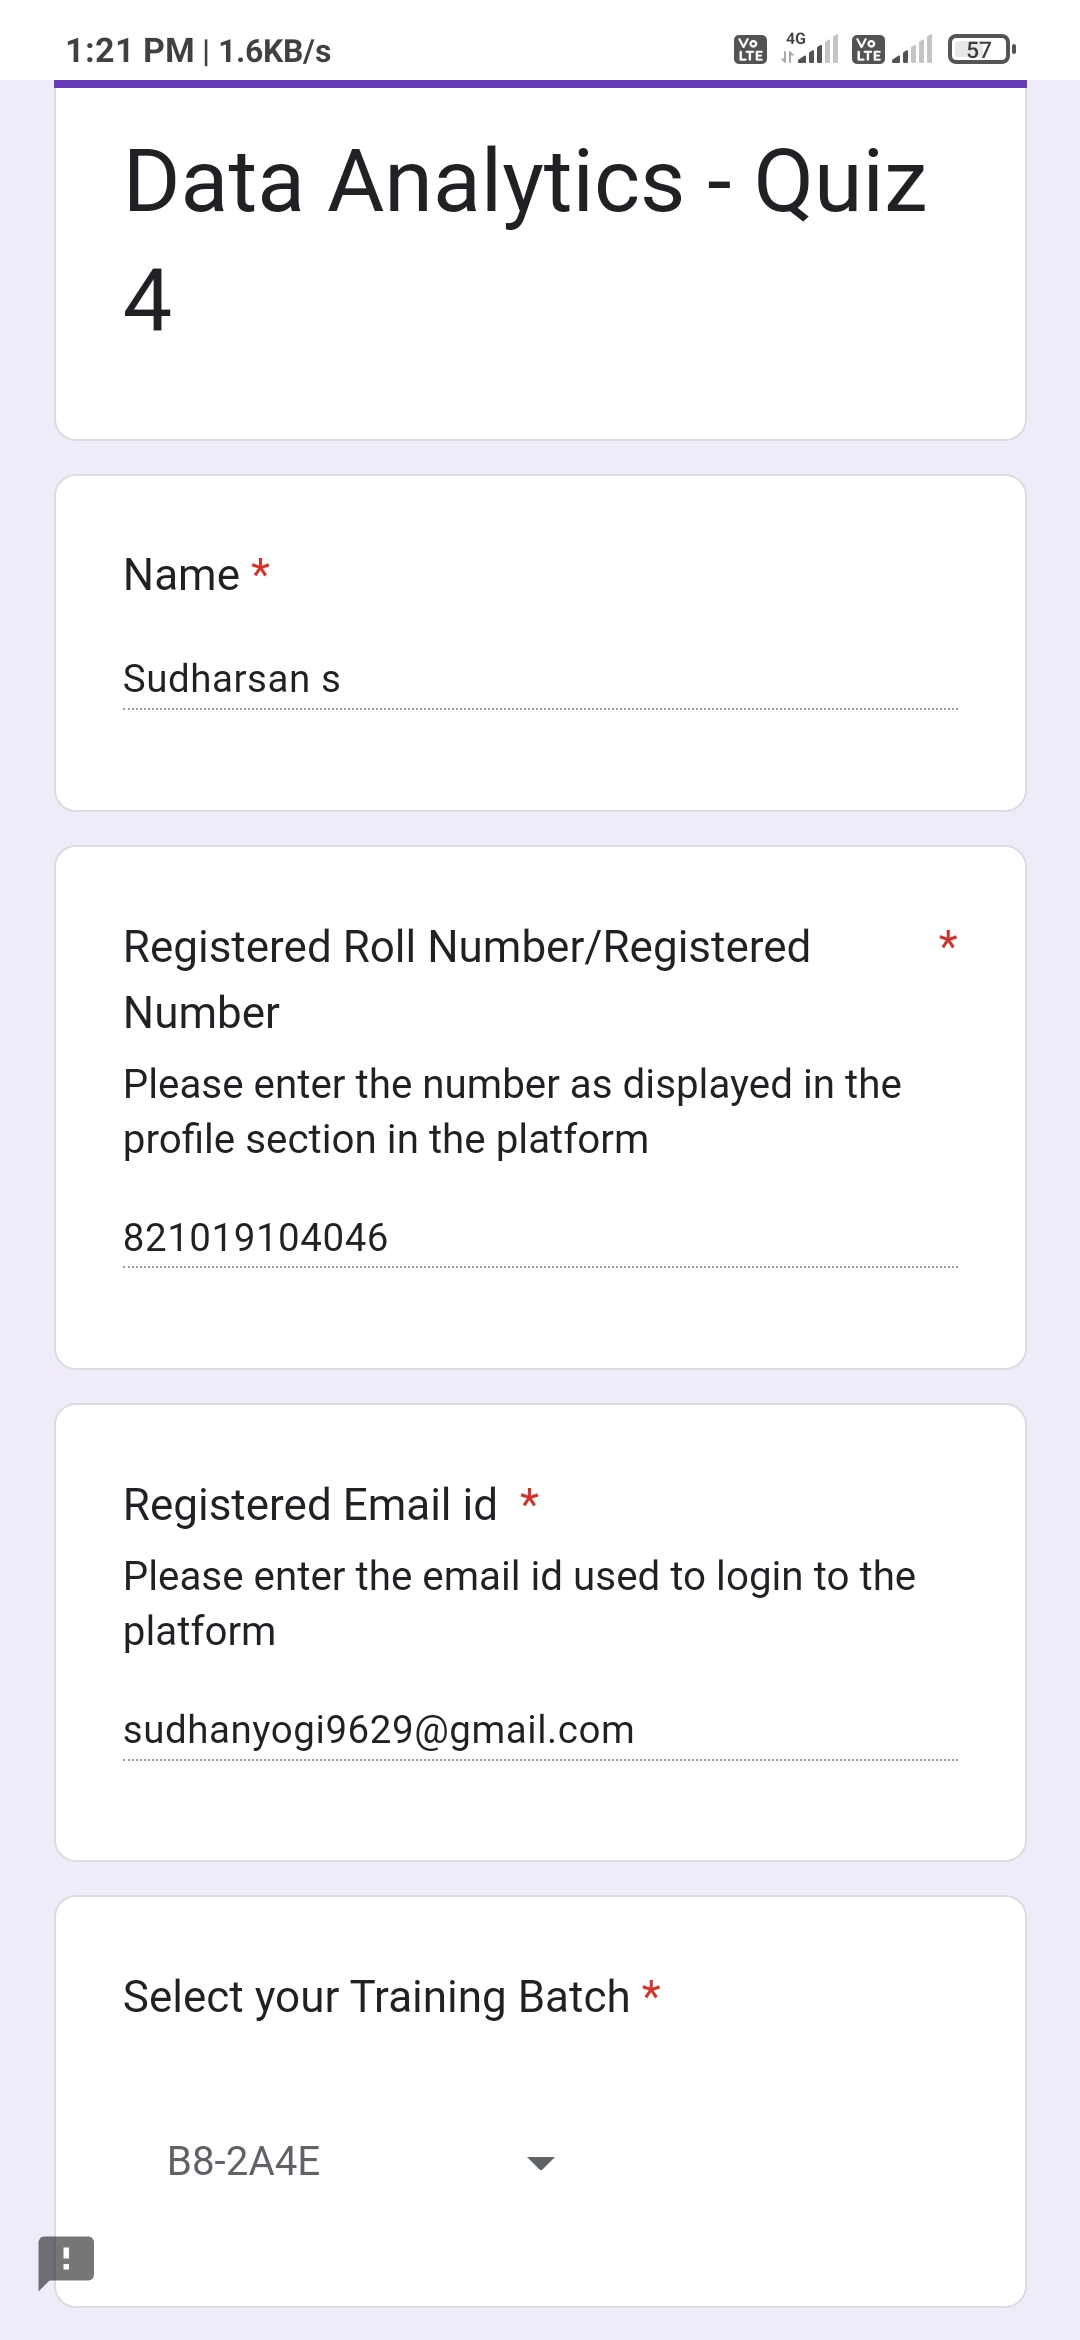 1:21 PM | 1.6KB/s Vo LTE 4G Vo LTE 57
Data Analytics - Quiz
4
Name *
Sudharsan s
Registered Roll Number/Registered *
Number
Please enter the number as displayed in the
profile section in the platform
821019104046
Registered Email id *
Please enter the email id used to login to the
platform
sudhanyogi9629@gmail.com
Select your Training Batch *
B8-2A4E